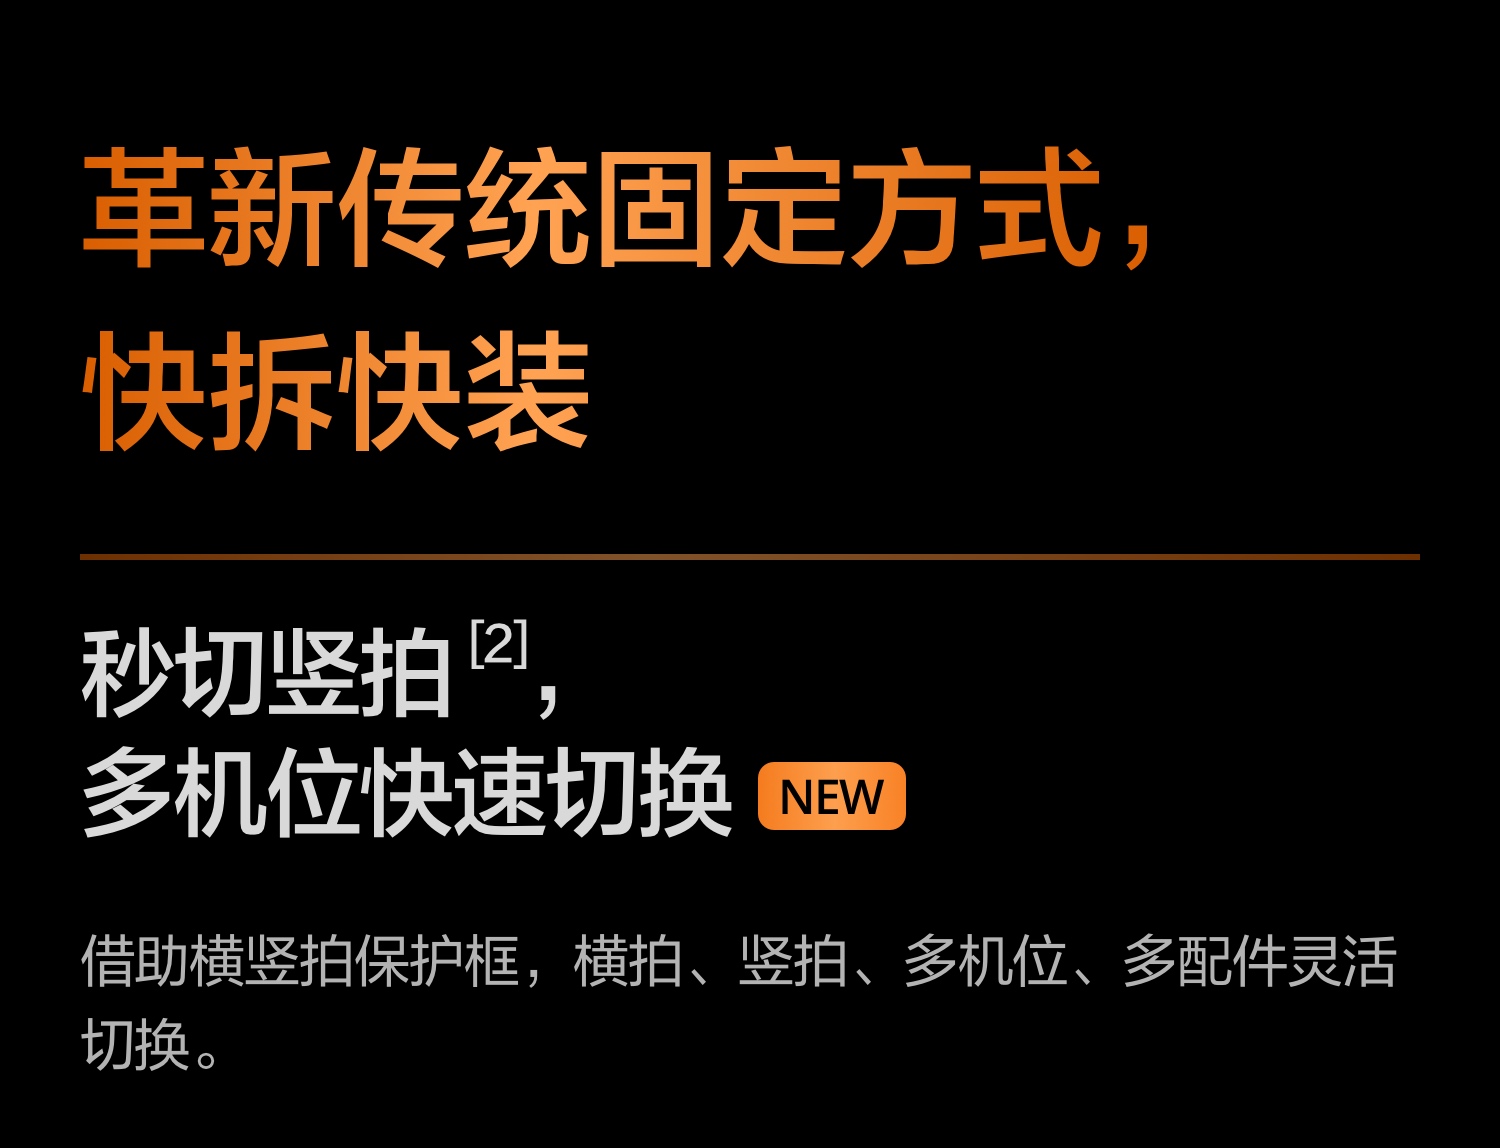 革新传统固定方式，
快拆快装
秒切竖拍[2]，
多机位快速切换 NEW
借助横竖拍保护框，横拍、竖拍、多机位、多配件灵活
切换。